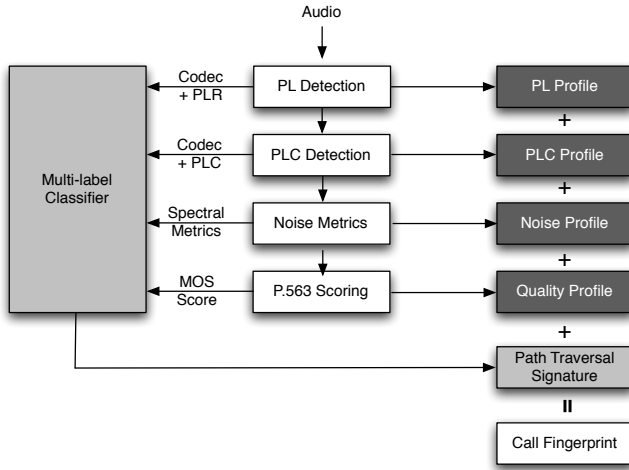 Audio
Codec
+ PLR
PL Detection
PL Profile
+
Codec
+ PLC
PLC Detection
PLC Profile
+
Multi-label
Classifier
Spectral
Metrics
Noise Metrics
Noise Profile
+
MOS
Score
P.563 Scoring
Quality Profile
+
Path Traversal
Signature
=
Call Fingerprint